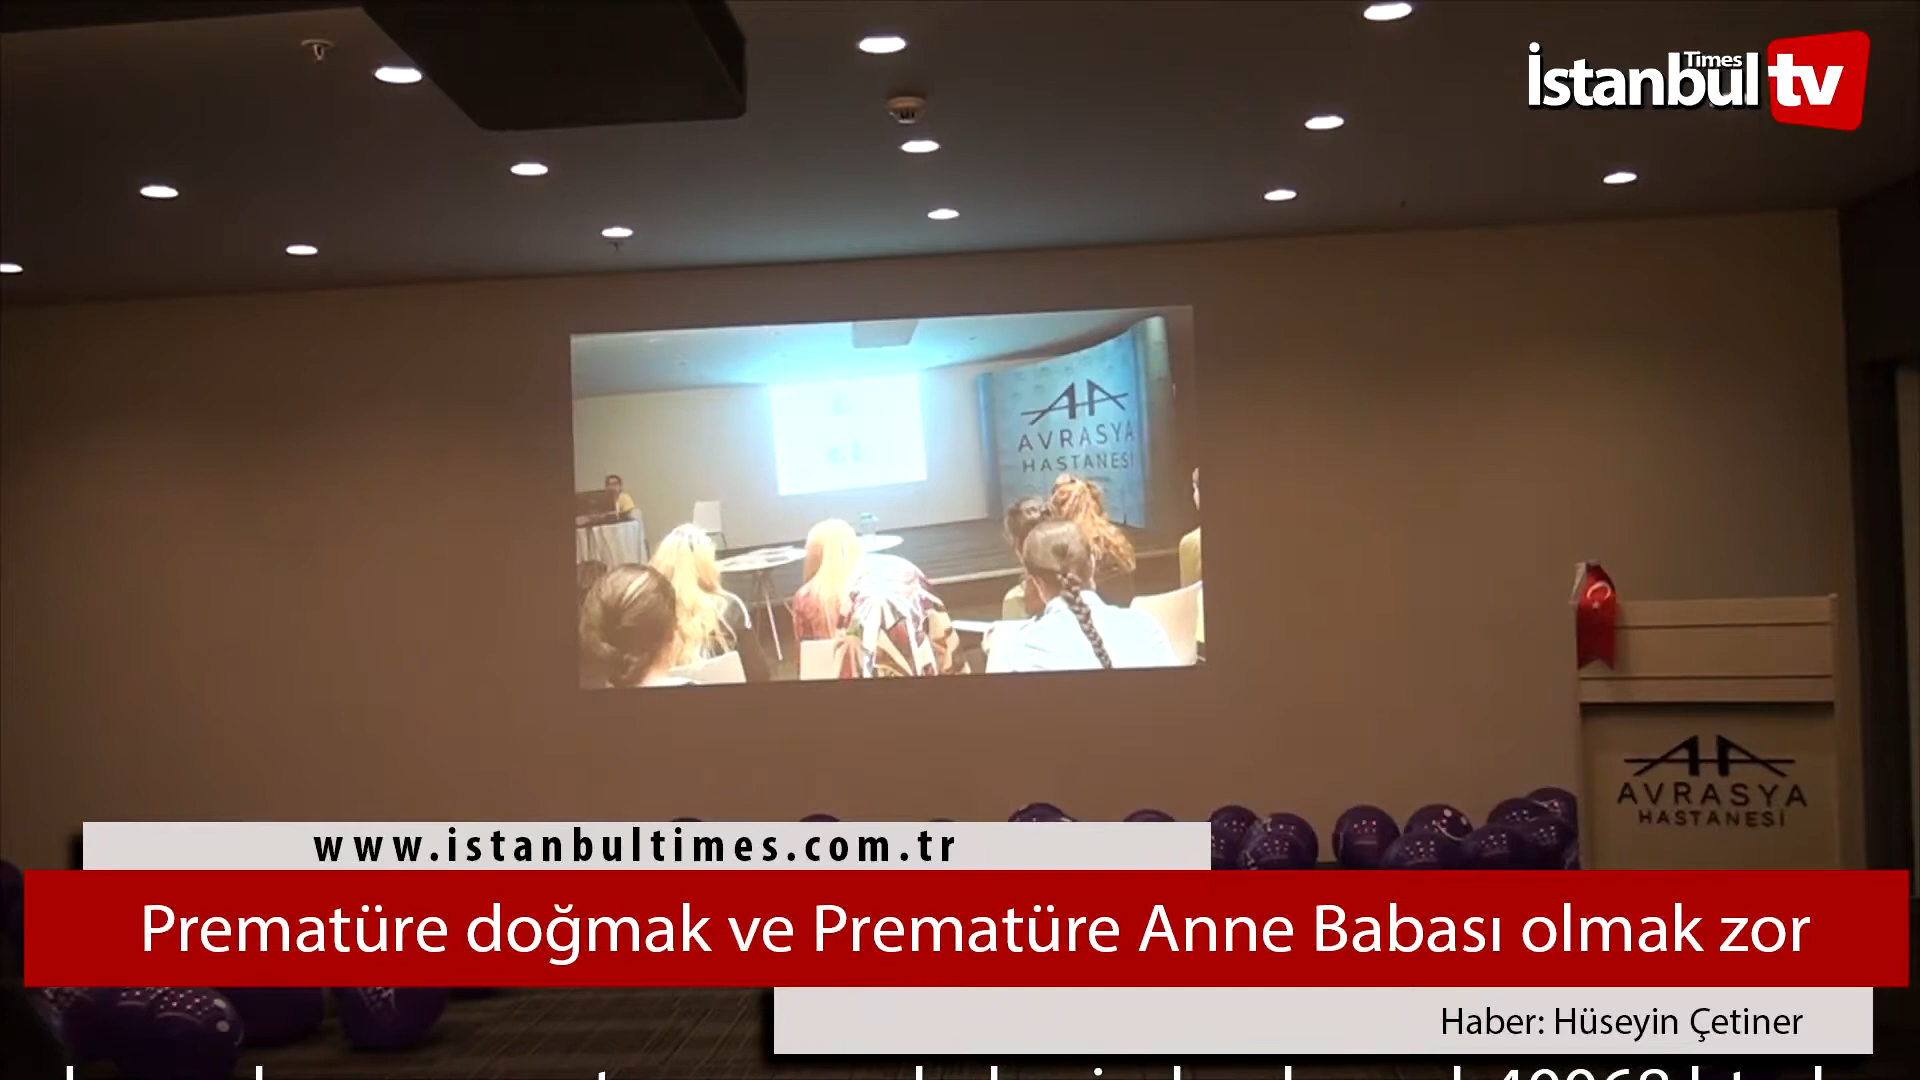 İstanbul Times tv
AVRASYA
HASTANESİ
AVRASYA
HASTANESİ
www.istanbultimes.com.tr
Prematüre doğmak ve Prematüre Anne Babası olmak zor
Haber: Hüseyin Çetiner